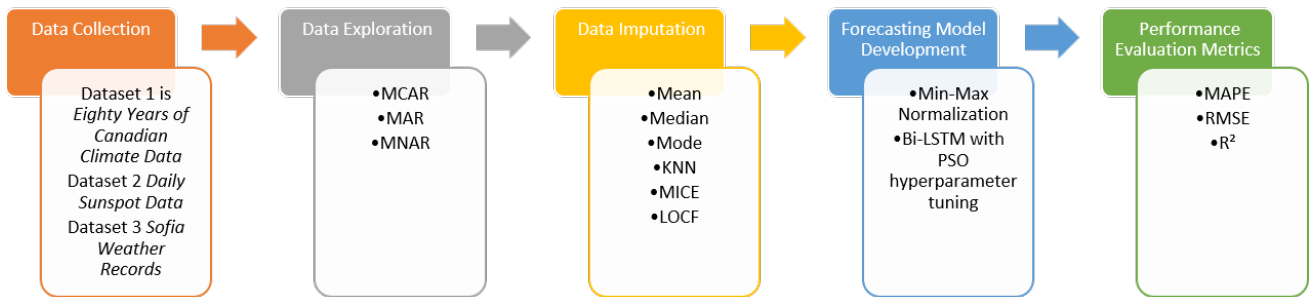 Data Collection
Dataset 1 is
Eighty Years of
Canadian
Climate Data
Dataset 2 Daily
Sunspot Data
Dataset 3 Sofia
Weather
Records
Data Exploration
•MCAR
•MAR
•MNAR
Data Imputation
•Mean
•Median
•Mode
•KNN
•MICE
•LOCF
Forecasting Model
Development
•Min-Max
Normalization
•Bi-LSTM with
PSO
hyperparameter
tuning
Performance
Evaluation Metrics
•MAPE
•RMSE
•R²